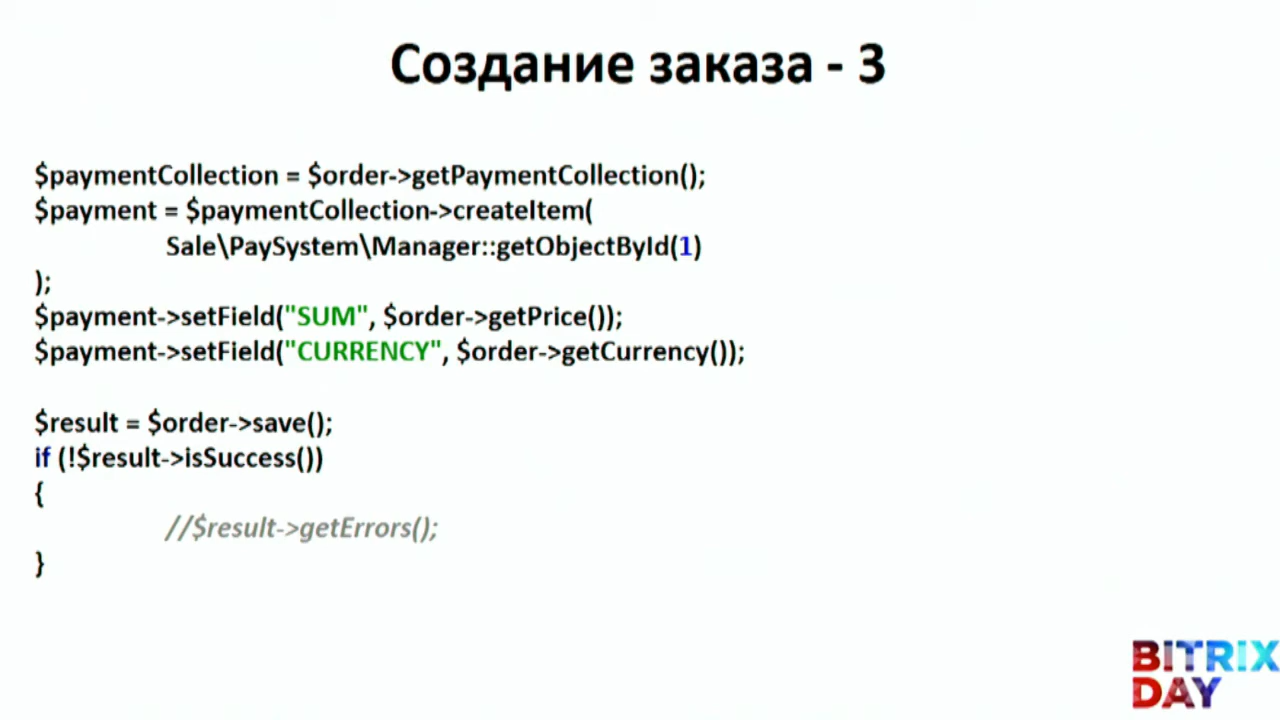 Создание заказа - 3
$paymentCollection = $order->getPaymentCollection();
$payment = $paymentCollection->createItem(
Sale\PaySystem\Manager::getObjectById(1)
);
$payment->setField("SUM", $order->getPrice());
$payment->setField("CURRENCY", $order->getCurrency());
$result = $order->save();
if (!$result->isSuccess())
{
//$result->getErrors();
}
BITRIX
DAY